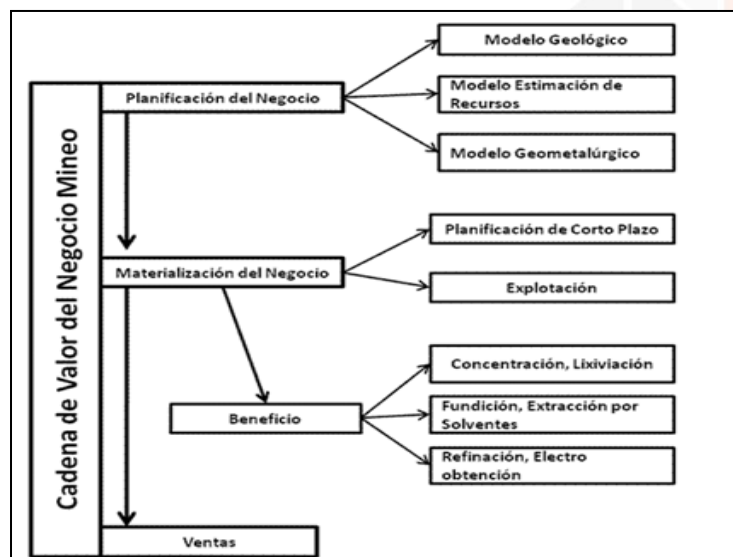 Cadena de Valor del Negocio Mineo
Planificación del Negocio
Modelo Geológico
Modelo Estimación de
Recursos
Modelo Geometalúrgico
Materialización del Negocio
Planificación de Corto Plazo
Explotación
Beneficio
Concentración, Lixiviación
Fundición, Extracción por
Solventes
Refinación, Electro
obtención
Ventas